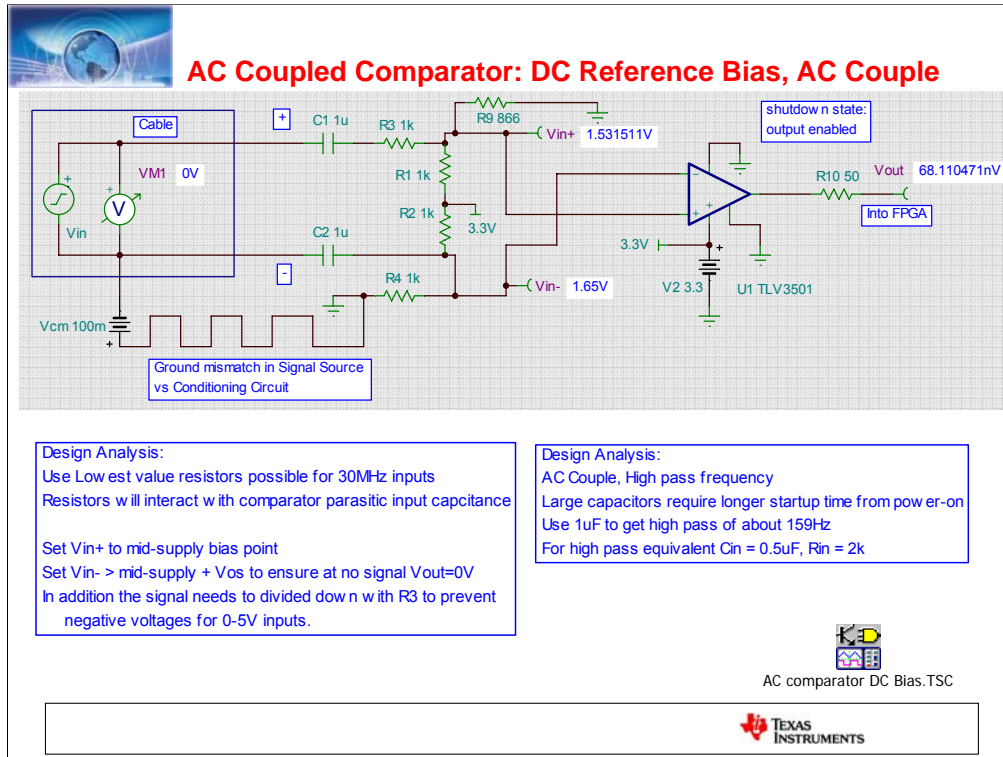 AC Coupled Comparator: DC Reference Bias, AC Couple
Cable
+
C1 1u
R3 1k
R9 866
Vin+ 1.531511V
shutdown state:
output enabled
VM1 0V
+
+
V
Vin
R1 1k
R2 1k
3.3V
C2 1u
-
R4 1k
Vin- 1.65V
−
+
+
R10 50
Vout 68.110471nV
Into FPGA
3.3V
+
V2 3.3
U1 TLV3501
Vcm 100m
+
Ground mismatch in Signal Source
vs Conditioning Circuit
Design Analysis:
Use Lowest value resistors possible for 30MHz inputs
Resistors will interact with comparator parasitic input capcitance
Set Vin+ to mid-supply bias point
Set Vin- > mid-supply + Vos to ensure at no signal Vout=0V
In addition the signal needs to divided down with R3 to prevent
negative voltages for 0-5V inputs.
Design Analysis:
AC Couple, High pass frequency
Large capacitors require longer startup time from power-on
Use 1uF to get high pass of about 159Hz
For high pass equivalent Cin = 0.5uF, Rin = 2k
AC comparator DC Bias.TSC
TEXAS
INSTRUMENTS